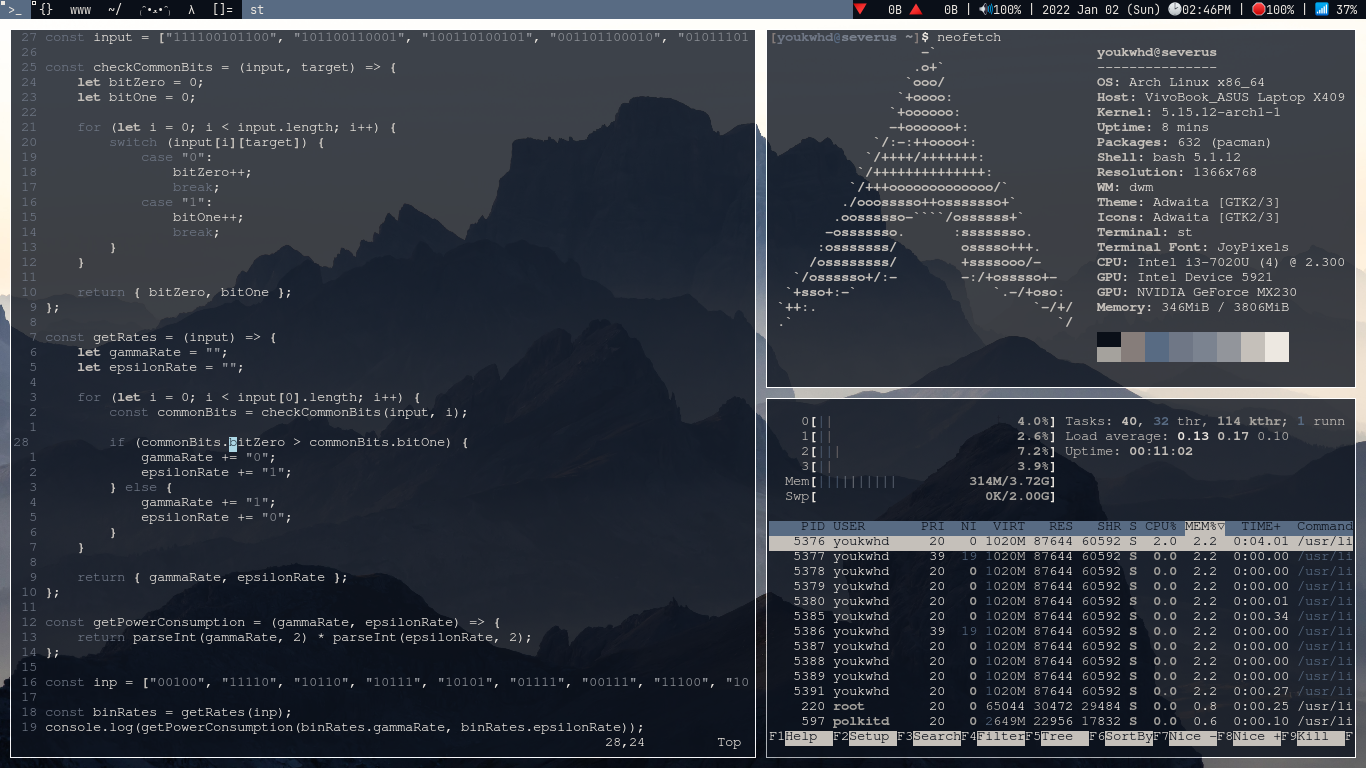 >_ {} www ~/ λ []= st 0B 0B | 100% | 2022 Jan 02 (Sun) 02:46PM | 100% | 37%
27 const input = ["111100101100", "101100110001", "100110100101", "001101100010", "01011101
26
25 const checkCommonBits = (input, target) => {
24     let bitZero = 0;
23     let bitOne = 0;
22
21     for (let i = 0; i < input.length; i++) {
20         switch (input[i][target]) {
19             case "0":
18                 bitZero++;
17                 break;
16             case "1":
15                 bitOne++;
14                 break;
13         }
12     }
11
10     return { bitZero, bitOne };
9 };
8
7 const getRates = (input) => {
6     let gammaRate = "";
5     let epsilonRate = "";
4
3     for (let i = 0; i < input[0].length; i++) {
2         const commonBits = checkCommonBits(input, i);
1
28         if (commonBits.bitZero > commonBits.bitOne) {
1             gammaRate += "0";
2             epsilonRate += "1";
3         } else {
4             gammaRate += "1";
5             epsilonRate += "0";
6         }
7     }
8
9     return { gammaRate, epsilonRate };
10 };
11
12 const getPowerConsumption = (gammaRate, epsilonRate) => {
13     return parseInt(gammaRate, 2) * parseInt(epsilonRate, 2);
14 };
15
16 const inp = ["00100", "11110", "10110", "10111", "10101", "01111", "00111", "11100", "10
17
18 const binRates = getRates(inp);
19 console.log(getPowerConsumption(binRates.gammaRate, binRates.epsilonRate));
28,24 Top
[youkwhd@severus ~]$ neofetch
youkwhd@severus
---------------
OS: Arch Linux x86_64
Host: VivoBook_ASUS Laptop X409
Kernel: 5.15.12-arch1-1
Uptime: 8 mins
Packages: 632 (pacman)
Shell: bash 5.1.12
Resolution: 1366x768
WM: dwm
Theme: Adwaita [GTK2/3]
Icons: Adwaita [GTK2/3]
Terminal: st
Terminal Font: JoyPixels
CPU: Intel i3-7020U (4) @ 2.300
GPU: Intel Device 5921
GPU: NVIDIA GeForce MX230
Memory: 346MiB / 3806MiB
0[|| 4.0%] Tasks: 40, 32 thr, 114 kthr; 1 runn
1[|| 2.6%] Load average: 0.13 0.17 0.10
2[||| 7.2%] Uptime: 00:11:02
3[|| 3.9%]
Mem[|||||||||| 314M/3.72G]
Swp[ 0K/2.00G]
PID USER PRI NI VIRT RES SHR S CPU% MEM%▽ TIME+ Command
5376 youkwhd 20 0 1020M 87644 60592 S 2.0 2.2 0:04.01 /usr/li
5377 youkwhd 39 19 1020M 87644 60592 S 0.0 2.2 0:00.00 /usr/li
5378 youkwhd 20 0 1020M 87644 60592 S 0.0 2.2 0:00.00 /usr/li
5379 youkwhd 20 0 1020M 87644 60592 S 0.0 2.2 0:00.00 /usr/li
5380 youkwhd 20 0 1020M 87644 60592 S 0.0 2.2 0:00.01 /usr/li
5385 youkwhd 20 0 1020M 87644 60592 S 0.0 2.2 0:00.34 /usr/li
5386 youkwhd 39 19 1020M 87644 60592 S 0.0 2.2 0:00.00 /usr/li
5387 youkwhd 20 0 1020M 87644 60592 S 0.0 2.2 0:00.00 /usr/li
5388 youkwhd 20 0 1020M 87644 60592 S 0.0 2.2 0:00.00 /usr/li
5389 youkwhd 20 0 1020M 87644 60592 S 0.0 2.2 0:00.00 /usr/li
5391 youkwhd 20 0 1020M 87644 60592 S 0.0 2.2 0:00.27 /usr/li
220 root 20 0 65044 30472 29484 S 0.0 0.8 0:00.25 /usr/li
597 polkitd 20 0 2649M 22956 17832 S 0.0 0.6 0:00.10 /usr/li
F1Help F2Setup F3SearchF4FilterF5Tree F6SortByF7Nice -F8Nice +F9Kill F